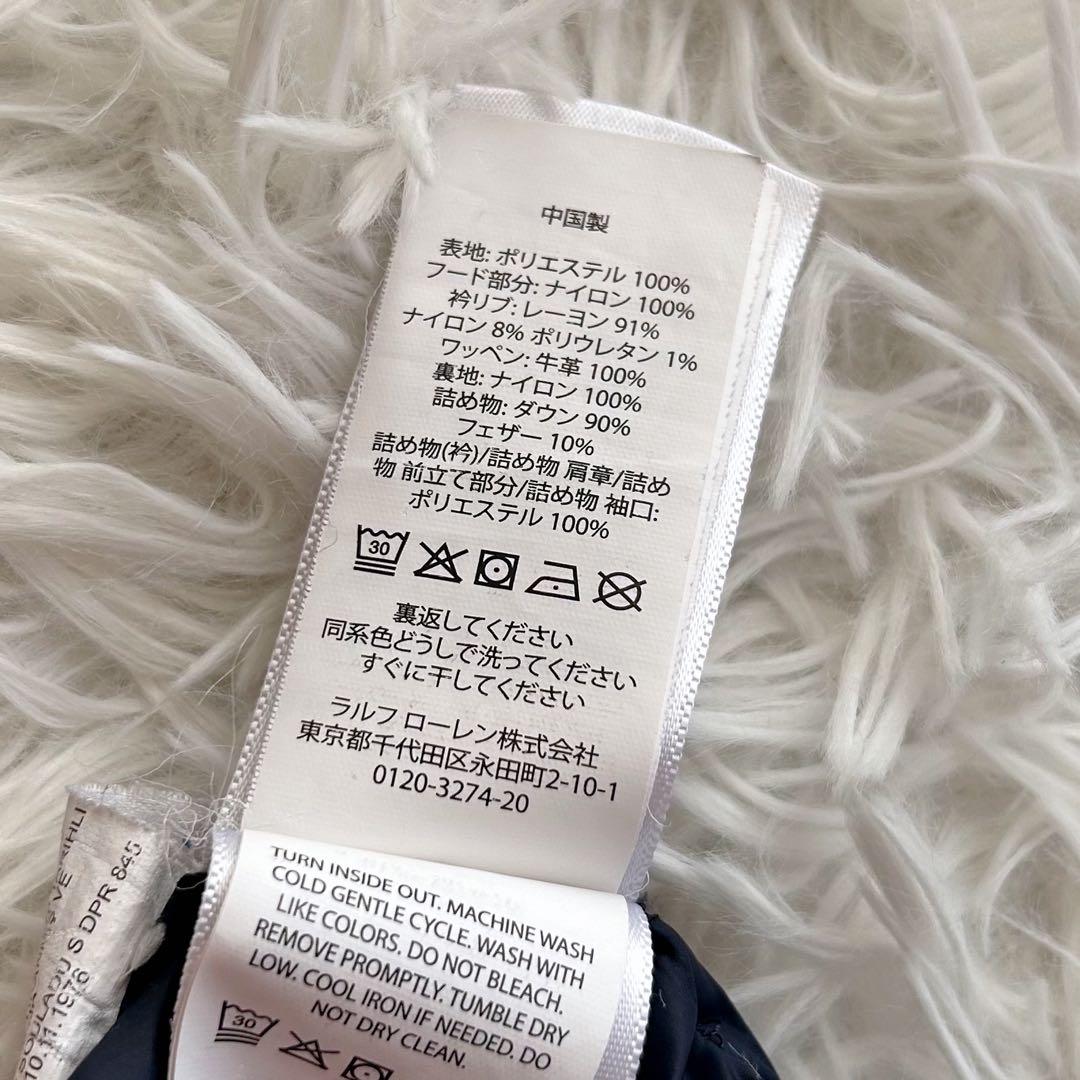 中国製
表地: ポリエステル 100%
フード部分: ナイロン 100%
衿リブ: レーヨン 91%
ナイロン 8% ポリウレタン 1%
ワッペン: 牛革 100%
裏地: ナイロン 100%
詰め物: ダウン 90%
フェザー 10%
詰め物(衿)/詰め物 肩章/詰め
物 前立て部分/詰め物 袖口:
ポリエステル 100%
30
裏返してください
同系色どうしで洗ってください
すぐに干してください
ラルフ ローレン株式会社
東京都千代田区永田町2-10-1
0120-3274-20
TURN INSIDE OUT. MACHINE WASH
COLD GENTLE CYCLE. WASH WITH
LIKE COLORS. DO NOT BLEACH.
REMOVE PROMPTLY. TUMBLE DRY
LOW. COOL IRON IF NEEDED. DO
NOT DRY CLEAN.
30
S DPR 845
10.11.1976